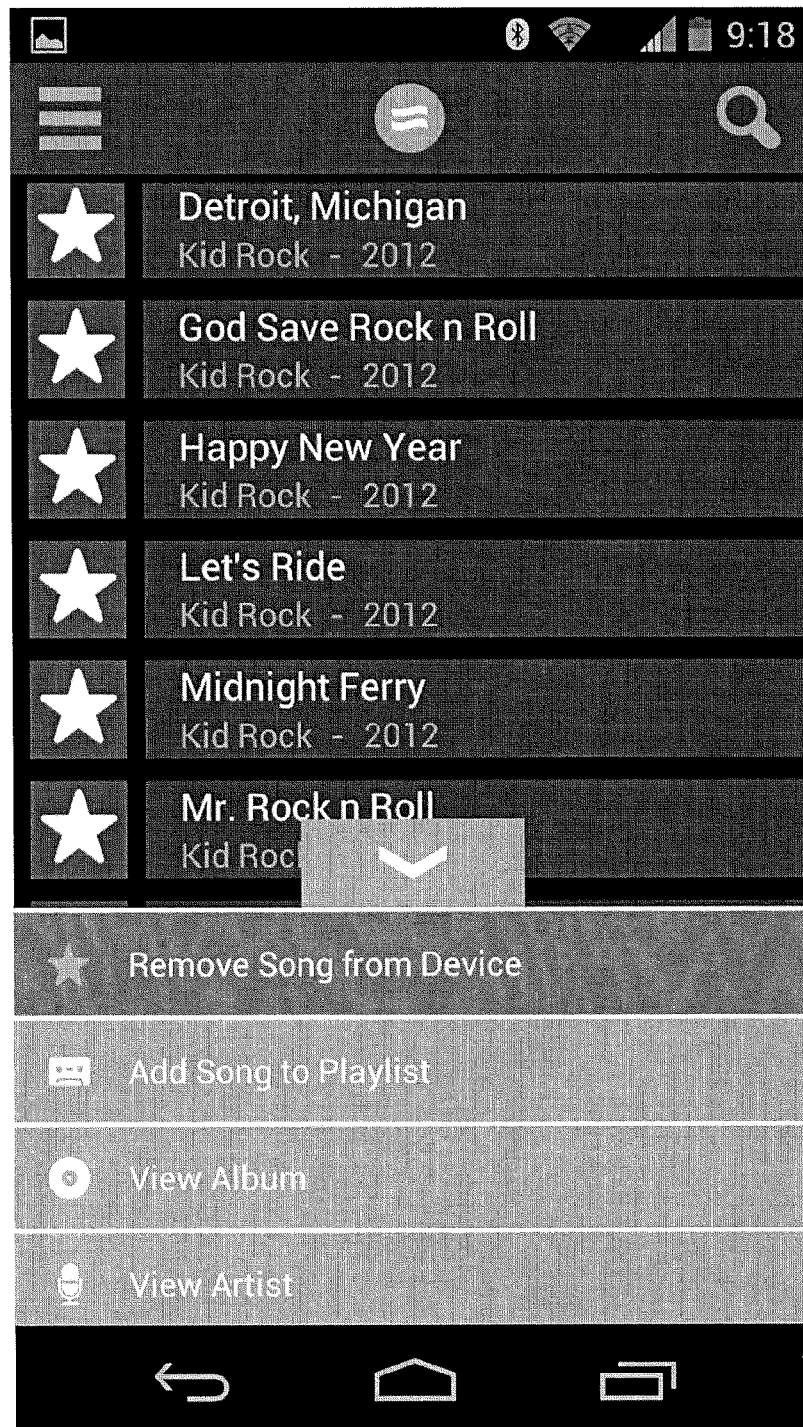 9:18
Detroit, Michigan
Kid Rock - 2012
God Save Rock n Roll
Kid Rock - 2012
Happy New Year
Kid Rock - 2012
Let's Ride
Kid Rock - 2012
Midnight Ferry
Kid Rock - 2012
Mr. Rock n Roll
Kid Roc
Remove Song from Device
Add Song to Playlist
View Album
View Artist